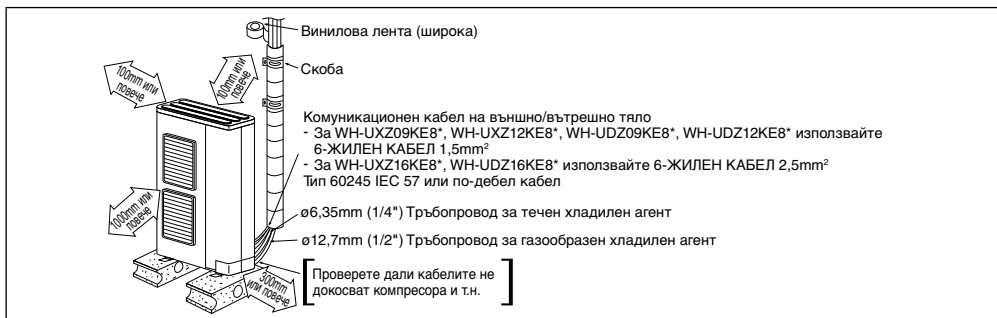 Винилова лента (широка)
Скоба
100mm или
повече
100mm или
повече
Комуникационен кабел на външно/вътрешно тяло
- За WH-UXZ09KE8*, WH-UXZ12KE8*, WH-UDZ09KE8*, WH-UDZ12KE8* използвайте
6-ЖИЛЕН КАБЕЛ 1,5mm²
- За WH-UXZ16KE8*, WH-UDZ16KE8* използвайте 6-ЖИЛЕН КАБЕЛ 2,5mm²
Тип 60245 IEC 57 или по-дебел кабел
1000mm или
повече
ø6,35mm (1/4") Тръбопровод за течен хладилен агент
ø12,7mm (1/2") Тръбопровод за газообразен хладилен агент
300mm
или повече
Проверете дали кабелите не
докосват компресора и т.н.